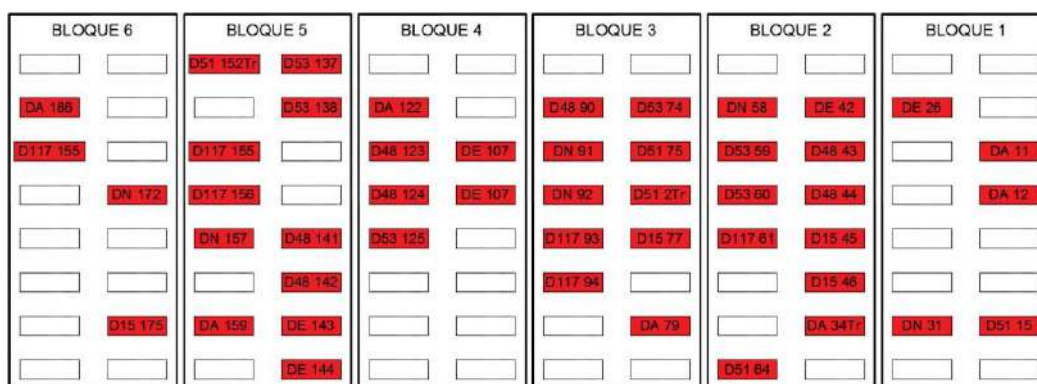 BLOQUE 6 BLOQUE 5 BLOQUE 4 BLOQUE 3 BLOQUE 2 BLOQUE 1
D51 152Tr D53 137
DA 186 D53 138 DA 122 D48 90 D53 74 DN 58 DE 42 DE 26
D117 155 D117 155 D48 123 DE 107 DN 91 D51 75 D53 59 D48 43 DA 11
DN 172 D117 156 D48 124 DE 107 DN 92 D51 2Tr D53 60 D48 44 DA 12
DN 157 D48 141 D53 125 D117 93 D15 77 D117 61 D15 45
D48 142 D117 94 D15 46
D15 175 DA 159 DE 143 DA 79 DA 34Tr DN 31 D51 15
DE 144 D51 64